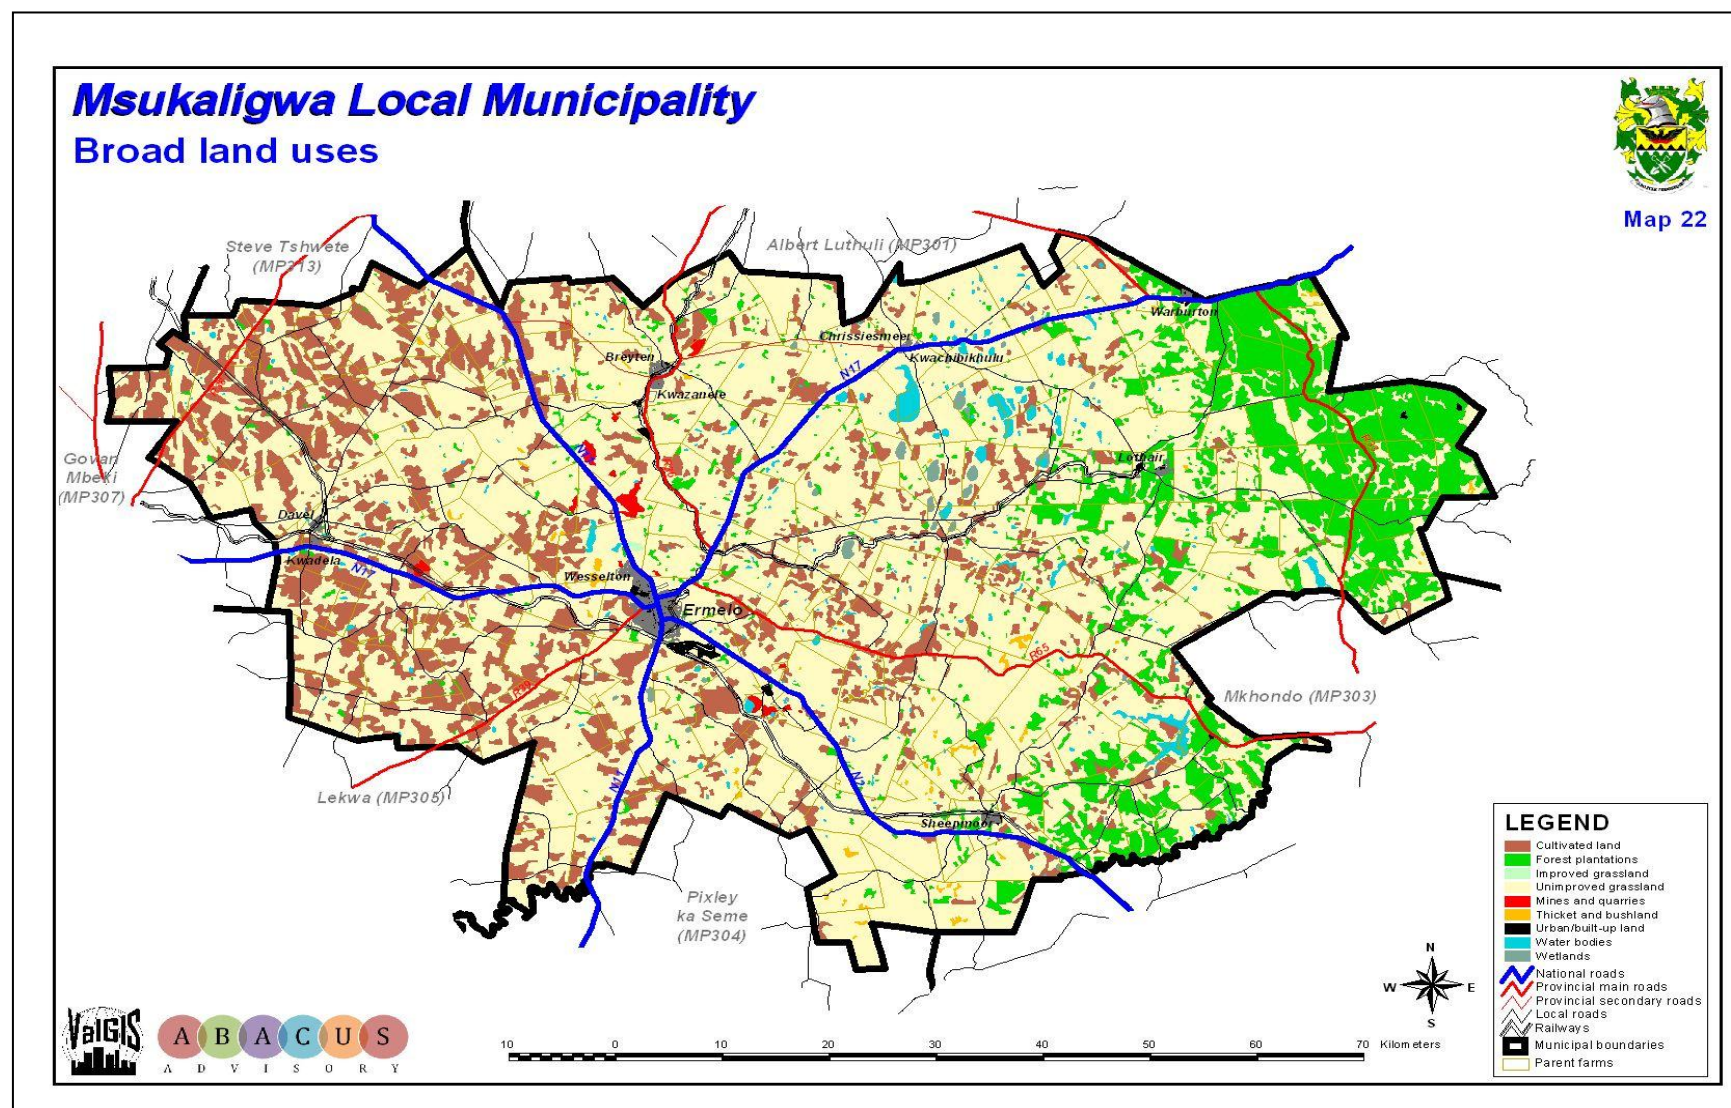 Msukaligwa Local Municipality
Broad land uses
Map 22
Steve Tshwete
(MP313)
Albert Luthuli (MP301)
Govan
Mbeki
(MP307)
Breyten
Kwazanele
Chrissiesmeer
Kwachibikhulu
Warburton
N17
N11
Lothair
Davel
Kwadela
N17
Wesselton
Ermelo
R65
R39
Mkhondo (MP303)
Lekwa (MP305)
N11
N2
Sheepmoor
Pixley
ka Seme
(MP304)
LEGEND
Cultivated land
Forest plantations
Improved grassland
Unimproved grassland
Mines and quarries
Thicket and bushland
Urban/built-up land
Water bodies
Wetlands
National roads
Provincial main roads
Provincial secondary roads
Local roads
Railways
Municipal boundaries
Parent farms
N
W E
S
ValGIS
ABACUS
ADVISORY
10 0 10 20 30 40 50 60 70 Kilometers